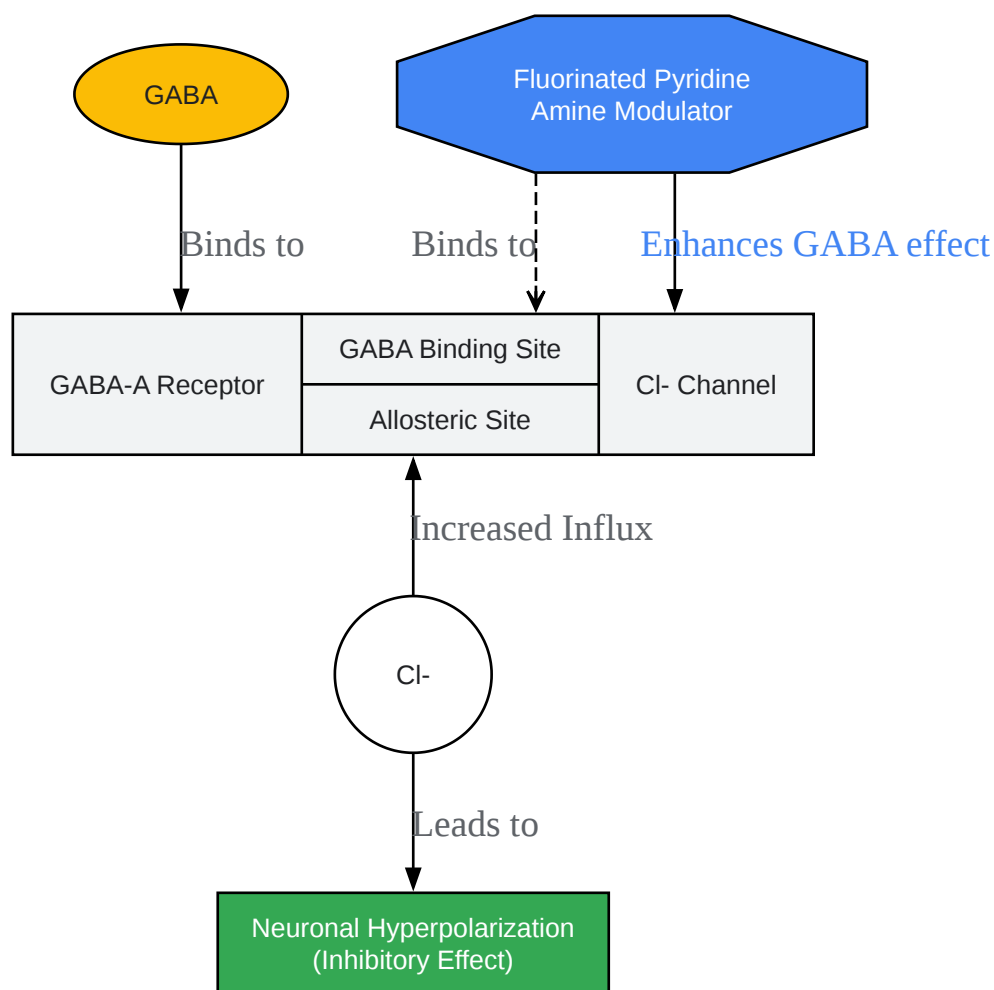 GABA
Fluorinated Pyridine
Amine Modulator
Binds to
Binds to
Enhances GABA effect
GABA-A Receptor
GABA Binding Site
Allosteric Site
Cl- Channel
Increased Influx
Cl-
Leads to
Neuronal Hyperpolarization
(Inhibitory Effect)